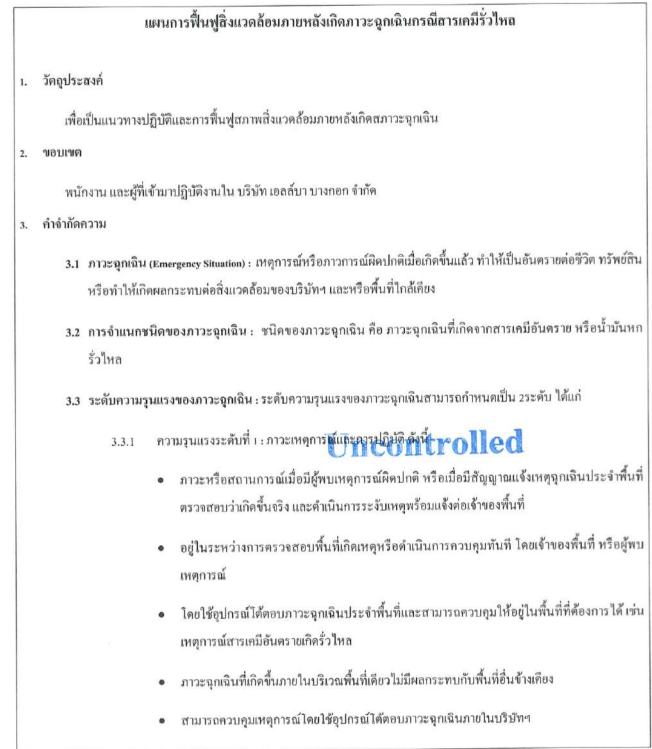 แผนการฟื้นฟูสิ่งแวดล้อมภายหลังเกิดภาวะฉุกเฉินกรณีสารเคมีรั่วไหล
1. วัตถุประสงค์
เพื่อเป็นแนวทางปฏิบัติและการฟื้นฟูสภาพสิ่งแวดล้อมภายหลังเกิดสภาวะฉุกเฉิน
2. ขอบเขต
พนักงาน และผู้ที่เข้ามาปฏิบัติงานใน บริษัท เอลล์บา บางกอก จำกัด
3. คำจำกัดความ
3.1 ภาวะฉุกเฉิน (Emergency Situation) : เหตุการณ์หรือภาวการณ์ผิดปกติเมื่อเกิดขึ้นแล้ว ทำให้เป็นอันตรายต่อชีวิต ทรัพย์สิน
หรือทำให้เกิดผลกระทบต่อสิ่งแวดล้อมของบริษัทฯ และหรือพื้นที่ใกล้เคียง
3.2 การจำแนกชนิดของภาวะฉุกเฉิน : ชนิดของภาวะฉุกเฉิน คือ ภาวะฉุกเฉินที่เกิดจากสารเคมีอันตราย หรือน้ำมันหก
รั่วไหล
3.3 ระดับความรุนแรงของภาวะฉุกเฉิน : ระดับความรุนแรงของภาวะฉุกเฉินสามารถกำหนดเป็น 2ระดับ ได้แก่
3.3.1 ความรุนแรงระดับที่ 1 : ภาวะเหตุการณ์และการปฏิบัติ ดังนี้
Uncontrolled
• ภาวะหรือสถานการณ์เมื่อมีผู้พบเหตุการณ์ผิดปกติ หรือเมื่อมีสัญญาณแจ้งเหตุฉุกเฉินประจำพื้นที่
ตรวจสอบว่าเกิดขึ้นจริง และดำเนินการระงับเหตุพร้อมแจ้งต่อเจ้าของพื้นที่
• อยู่ในระหว่างการตรวจสอบพื้นที่เกิดเหตุหรือดำเนินการควบคุมทันที โดยเจ้าของพื้นที่ หรือผู้พบ
เหตุการณ์
• โดยใช้อุปกรณ์โต้ตอบภาวะฉุกเฉินประจำพื้นที่และสามารถควบคุมให้อยู่ในพื้นที่ที่ต้องการได้ เช่น
เหตุการณ์สารเคมีอันตรายเกิดรั่วไหล
• ภาวะฉุกเฉินที่เกิดขึ้นภายในบริเวณพื้นที่เดียวไม่มีผลกระทบกับพื้นที่อื่นข้างเคียง
• สามารถควบคุมเหตุการณ์โดยใช้อุปกรณ์โต้ตอบภาวะฉุกเฉินภายในบริษัทฯ